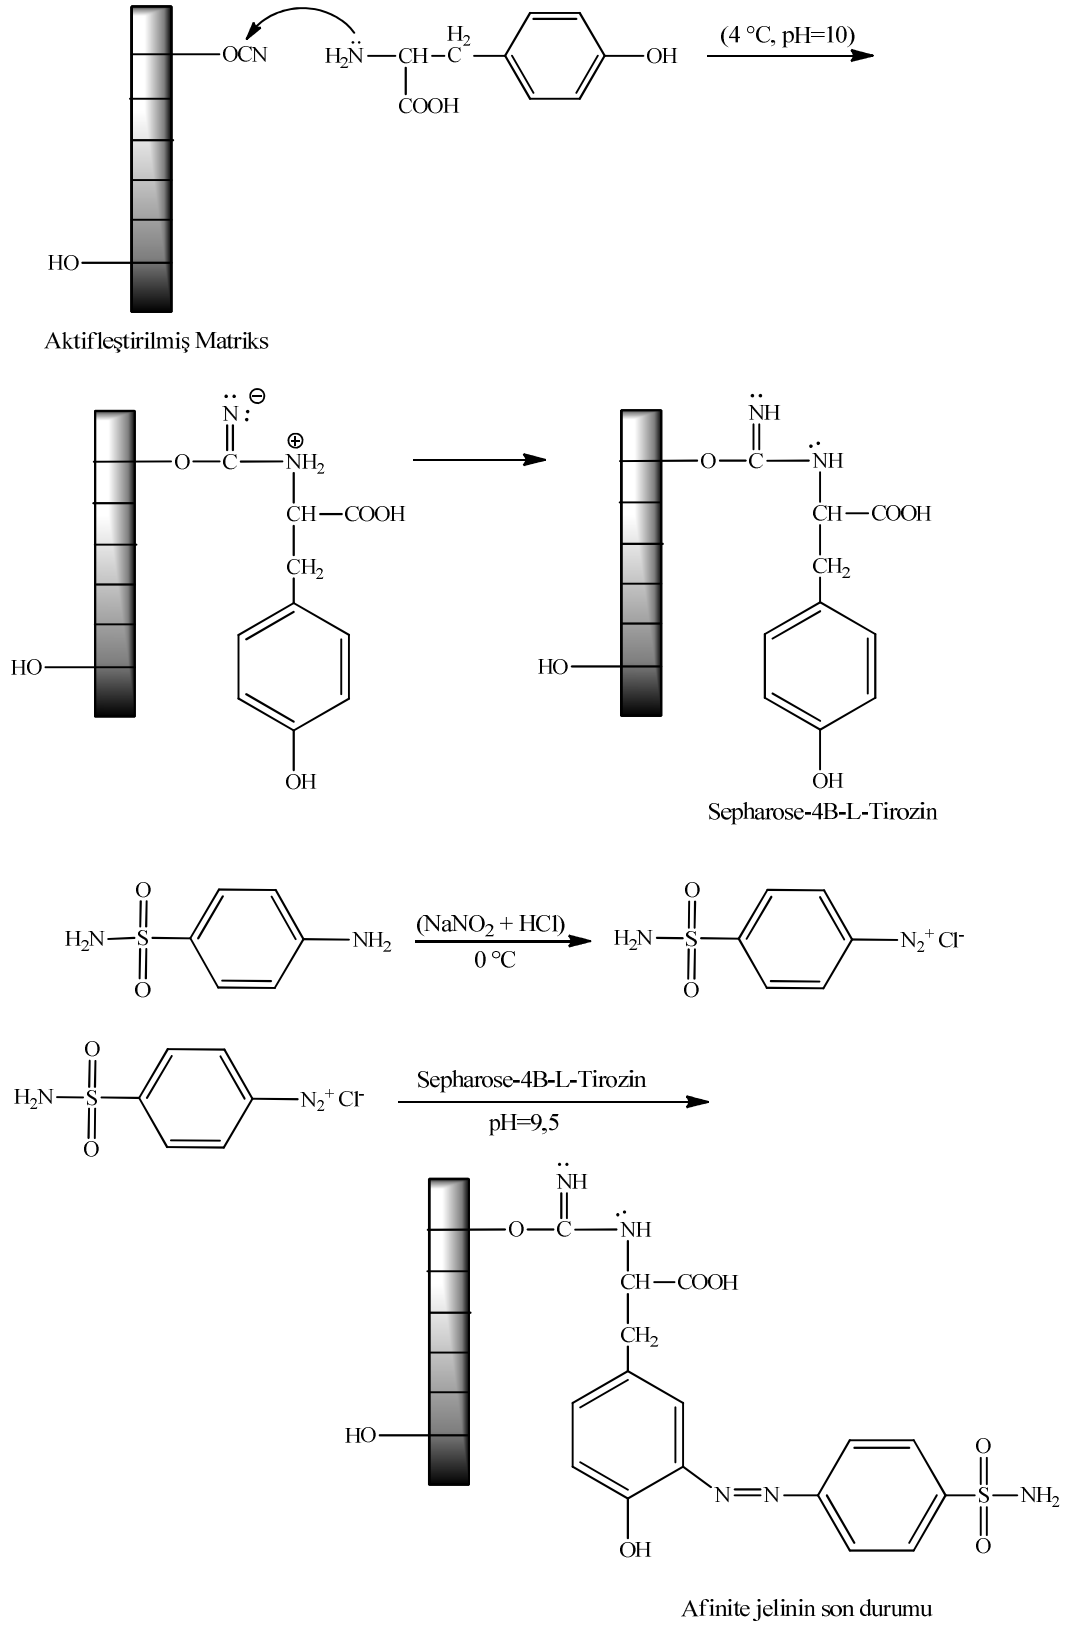 OCN H₂N CH H₂C OH (4 °C, pH=10)
COOH
HO
Aktifleştirilmiş Matriks
N: ⊖ NH
O C NH₂ ⊕ O C NH
CH COOH CH COOH
CH₂ CH₂
HO HO
OH OH
Sepharose-4B-L-Tirozin
O O
H₂N S NH₂ (NaNO₂ + HCl) H₂N S N₂⁺ Cl⁻
0 °C
O O
O
H₂N S N₂⁺ Cl⁻ Sepharose-4B-L-Tirozin
pH=9,5
O
NH
O C NH
CH COOH
CH₂
HO
O
N N S NH₂
O
OH
Afinite jelinin son durumu